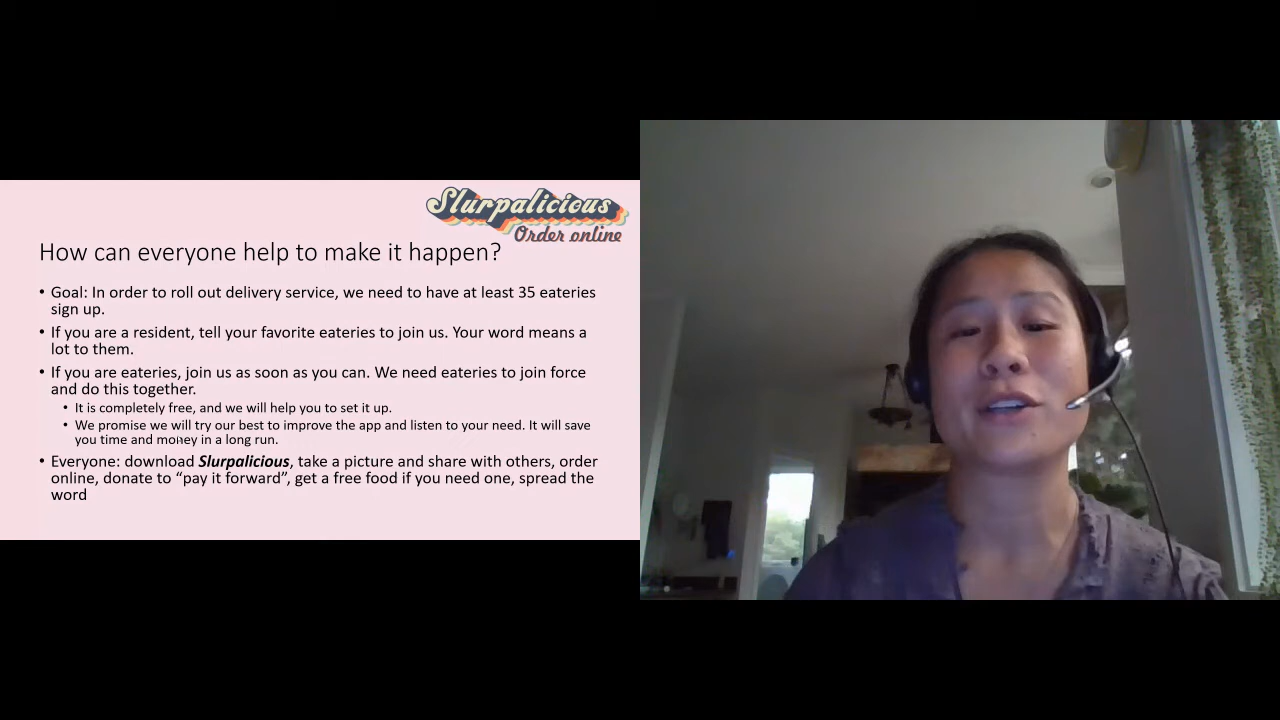 Slurpalicious
Order online
How can everyone help to make it happen?
• Goal: In order to roll out delivery service, we need to have at least 35 eateries
sign up.
• If you are a resident, tell your favorite eateries to join us. Your word means a
lot to them.
• If you are eateries, join us as soon as you can. We need eateries to join force
and do this together.
• It is completely free, and we will help you to set it up.
• We promise we will try our best to improve the app and listen to your need. It will save
you time and money in a long run.
• Everyone: download Slurpalicious, take a picture and share with others, order
online, donate to “pay it forward”, get a free food if you need one, spread the
word